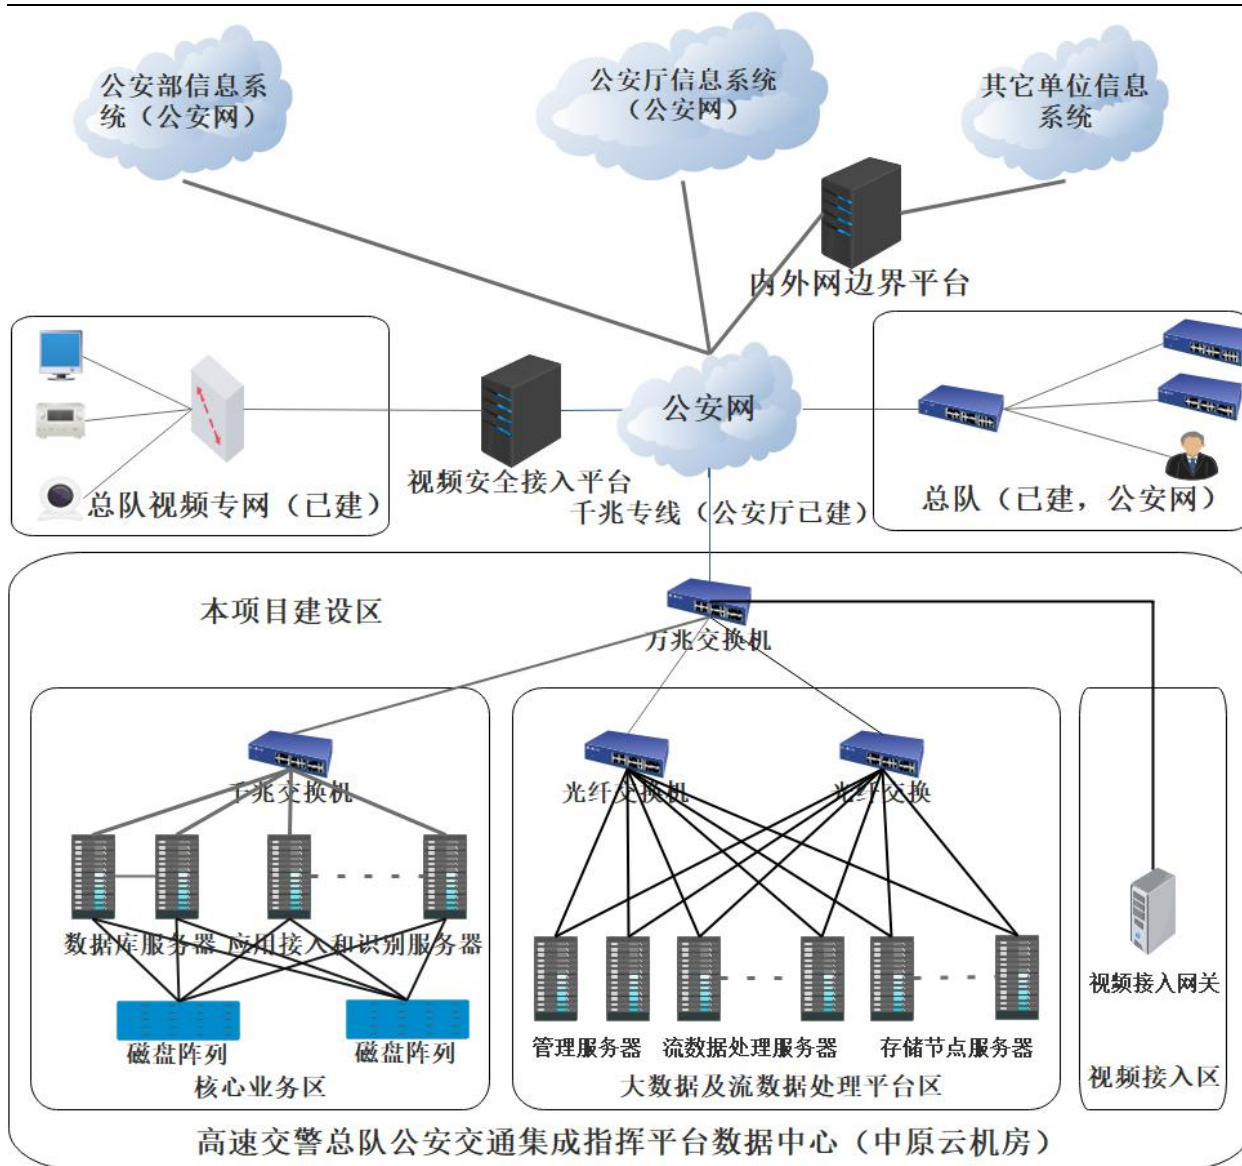 公安部信息系
统（公安网）
公安厅信息系统
（公安网）
其它单位信息
系统
内外网边界平台
公安网
视频安全接入平台
总队视频专网（已建）
千兆专线（公安厅已建）
总队（已建，公安网）
本项目建设区
万兆交换机
千兆交换机
光纤交换机
光纤交换
数据库服务器
应用接入和识别服务器
磁盘阵列
磁盘阵列
核心业务区
管理服务器
流数据处理服务器
存储节点服务器
大数据及流数据处理平台区
视频接入网关
视频接入区
高速交警总队公安交通集成指挥平台数据中心（中原云机房）